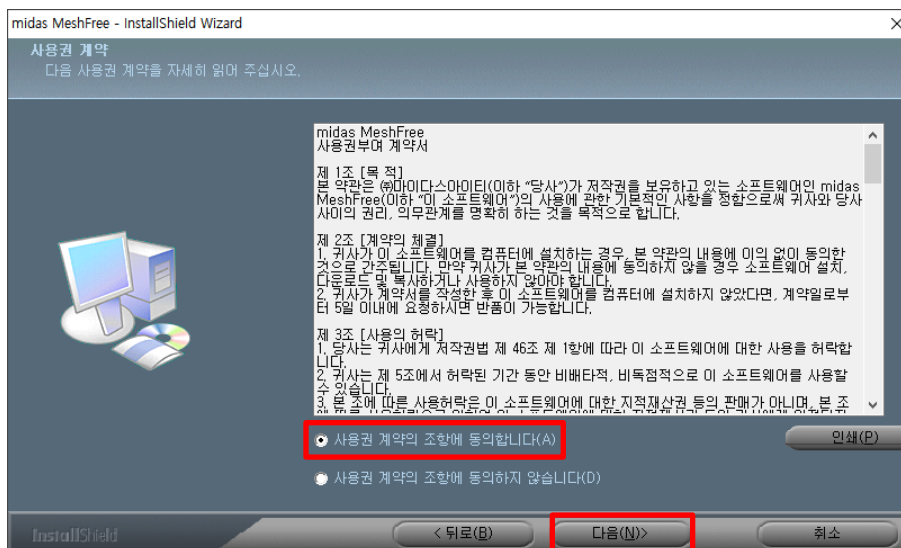 midas MeshFree - InstallShield Wizard
사용권 계약
다음 사용권 계약을 자세히 읽어 주십시오.
midas MeshFree
사용권부여 계약서
제 1조 [목 적]
본 약관은 ㈜마이다스아이티(이하 “당사”)가 저작권을 보유하고 있는 소프트웨어인 midas
MeshFree(이하 “이 소프트웨어”)의 사용에 관한 기본적인 사항을 정함으로써 귀사와 당사
사이의 권리, 의무관계를 명확히 하는 것을 목적으로 합니다.
제 2조 [계약의 체결]
1. 귀사가 이 소프트웨어를 컴퓨터에 설치하는 경우, 본 약관의 내용에 이의 없이 동의한
것으로 간주됩니다. 만약 귀사가 본 약관의 내용에 동의하지 않을 경우 소프트웨어 설치,
다운로드 및 복사하거나 사용하지 않아야 합니다.
2. 귀사가 계약서를 작성한 후 이 소프트웨어를 컴퓨터에 설치하지 않았다면, 계약일로부
터 5일 이내에 요청하시면 반품이 가능합니다.
제 3조 [사용의 허락]
1. 당사는 귀사에게 저작권법 제 46조 제 1항에 따라 이 소프트웨어에 대한 사용을 허락합
니다.
2. 귀사는 제 5조에서 허락된 기간 동안 비배타적, 비독점적으로 이 소프트웨어를 사용할
수 있습니다.
3. 본 조에 따른 사용허락은 이 소프트웨어에 대한 지적재산권 등의 판매가 아니며, 본 조
사용권 계약의 조항에 동의합니다(A)
인쇄(P)
사용권 계약의 조항에 동의하지 않습니다(D)
InstallShield
< 뒤로(B)
다음(N)>
취소